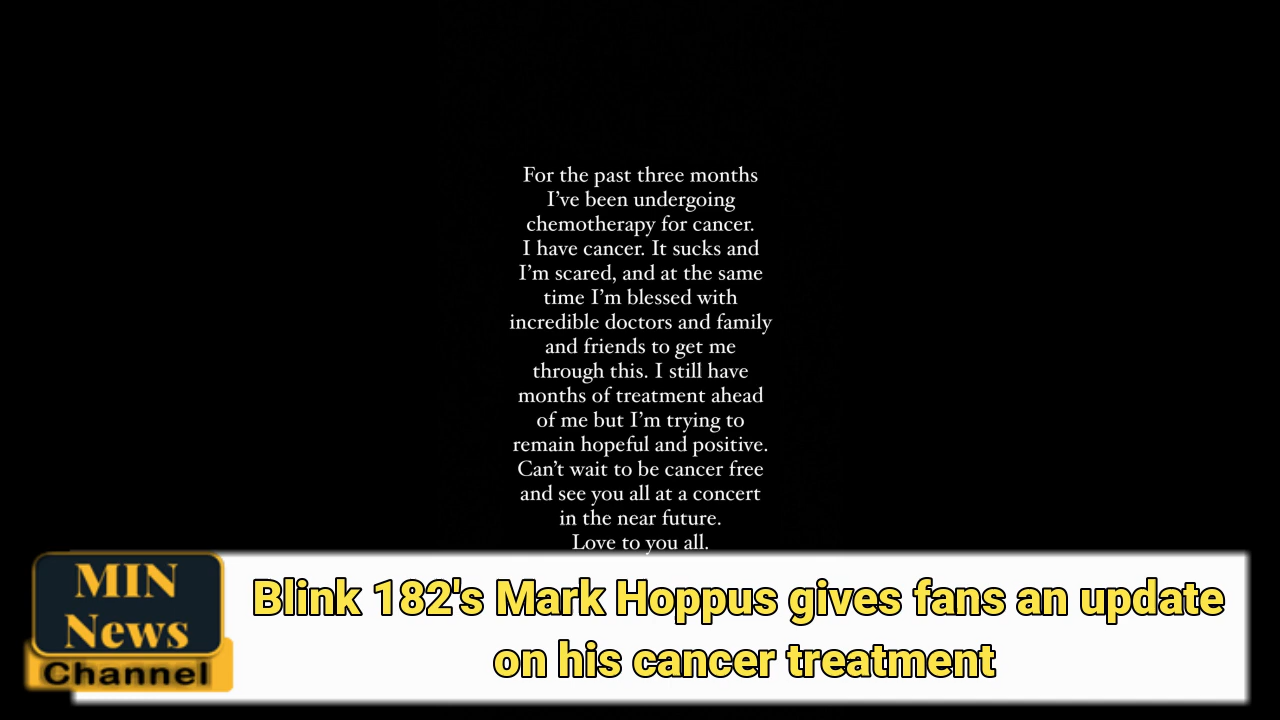 For the past three months
I’ve been undergoing
chemotherapy for cancer.
I have cancer. It sucks and
I’m scared, and at the same
time I’m blessed with
incredible doctors and family
and friends to get me
through this. I still have
months of treatment ahead
of me but I’m trying to
remain hopeful and positive.
Can’t wait to be cancer free
and see you all at a concert
in the near future.
Love to you all.
MIN
News
Channel
Blink 182's Mark Hoppus gives fans an update
on his cancer treatment